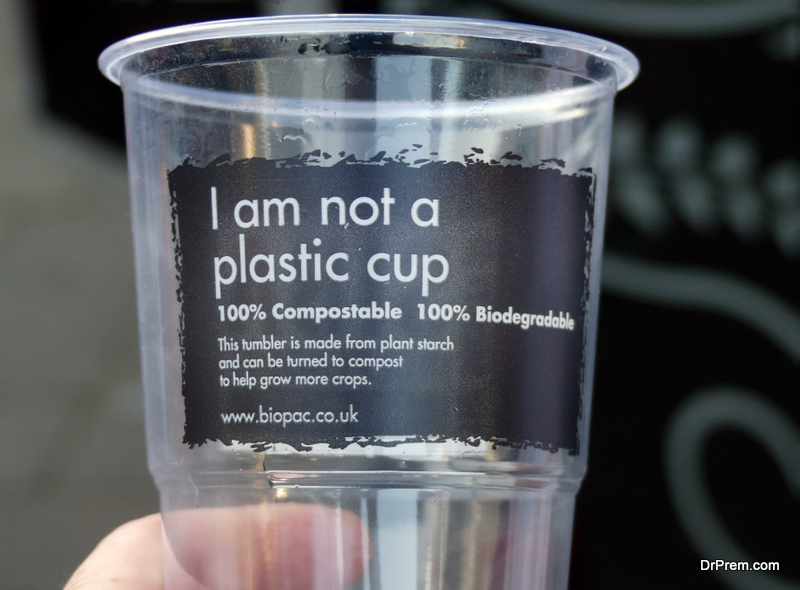 I am not a
plastic cup
100% Compostable 100% Biodegradable
This tumbler is made from plant starch
and can be turned to compost
to help grow more crops.
www.biopac.co.uk
DrPrem.com